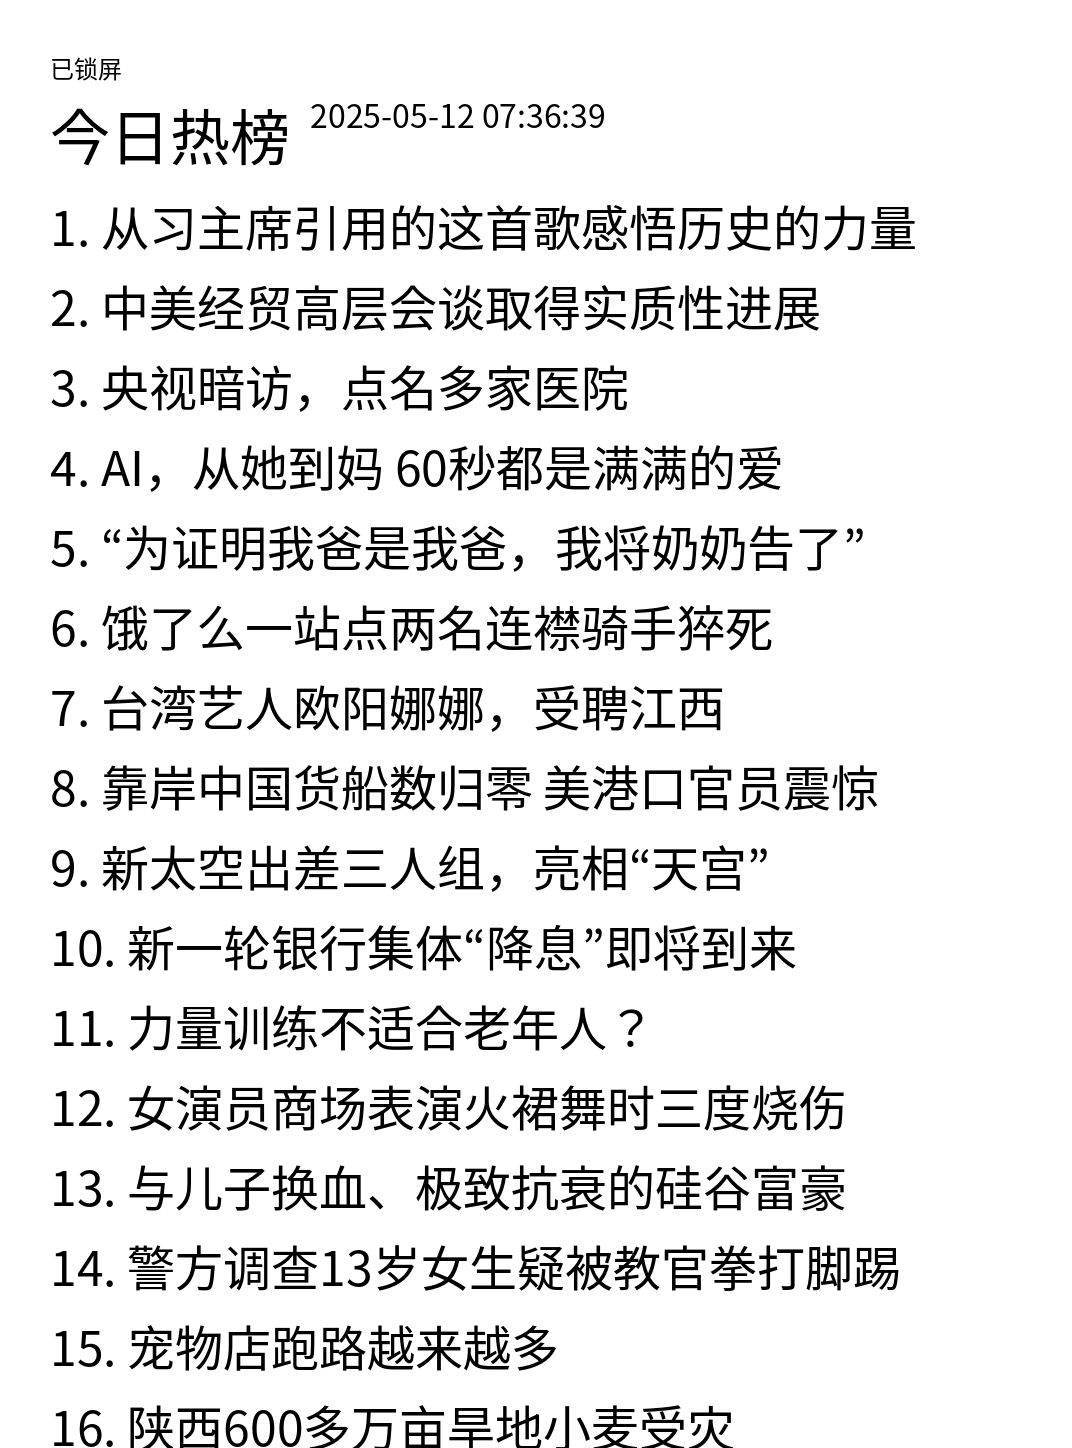 已锁屏
今日热榜 2025-05-12 07:36:39
1. 从习主席引用的这首歌感悟历史的力量
2. 中美经贸高层会谈取得实质性进展
3. 央视暗访，点名多家医院
4. AI，从她到妈 60秒都是满满的爱
5. “为证明我爸是我爸，我将奶奶告了”
6. 饿了么一站点两名连襟骑手猝死
7. 台湾艺人欧阳娜娜，受聘江西
8. 靠岸中国货船数归零 美港口官员震惊
9. 新太空出差三人组，亮相“天宫”
10. 新一轮银行集体“降息”即将到来
11. 力量训练不适合老年人？
12. 女演员商场表演火裙舞时三度烧伤
13. 与儿子换血、极致抗衰的硅谷富豪
14. 警方调查13岁女生疑被教官拳打脚踢
15. 宠物店跑路越来越多
16. 陕西600多万亩旱地小麦受灾